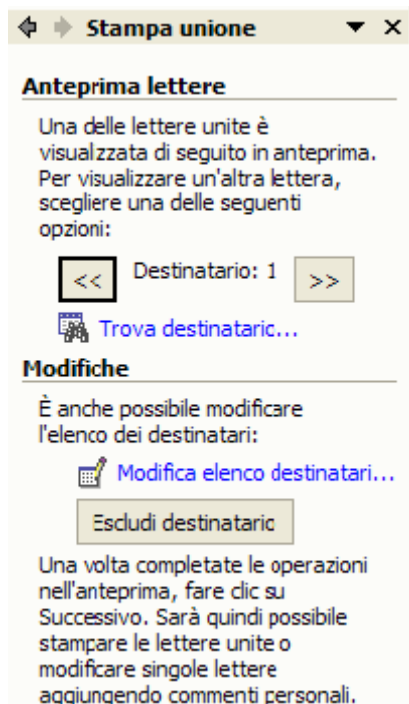 Stampa unione
Anteprima lettere
Una delle lettere unite è
visualzzata di seguito in anteprima.
Per visualizzare un'altra lettera,
scegliere una delle seguenti
opzioni:
<< Destinatario: 1 >>
Trova destinatario...
Modifiche
È anche possibile modificare
l'elenco dei destinatari:
Modifica elenco destinatari...
Escludi destinatario
Una volta completate le operazioni
nell'anteprima, fare clic su
Successivo. Sarà quindi possibile
stampare le lettere unite o
modificare singole lettere
aggiungendo commenti personali.